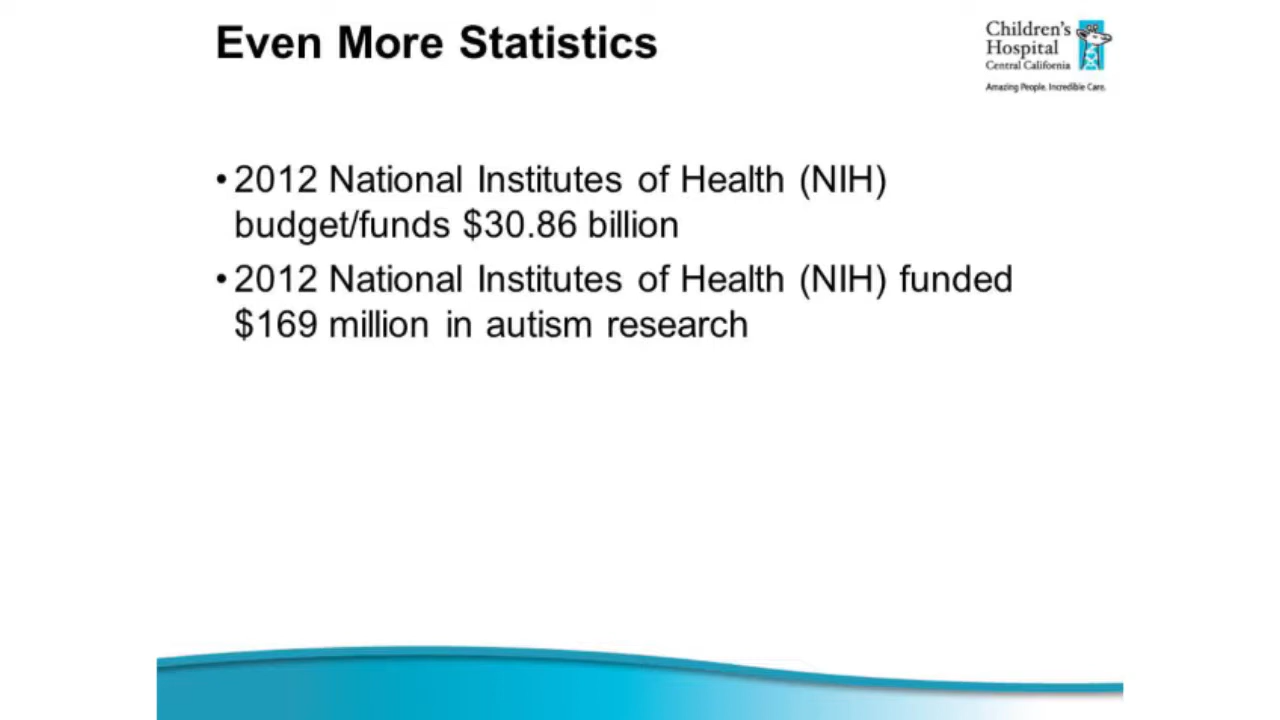 Even More Statistics
Children's
Hospital
Central California
Amazing People. Incredible Care.
• 2012 National Institutes of Health (NIH)
budget/funds $30.86 billion
• 2012 National Institutes of Health (NIH) funded
$169 million in autism research